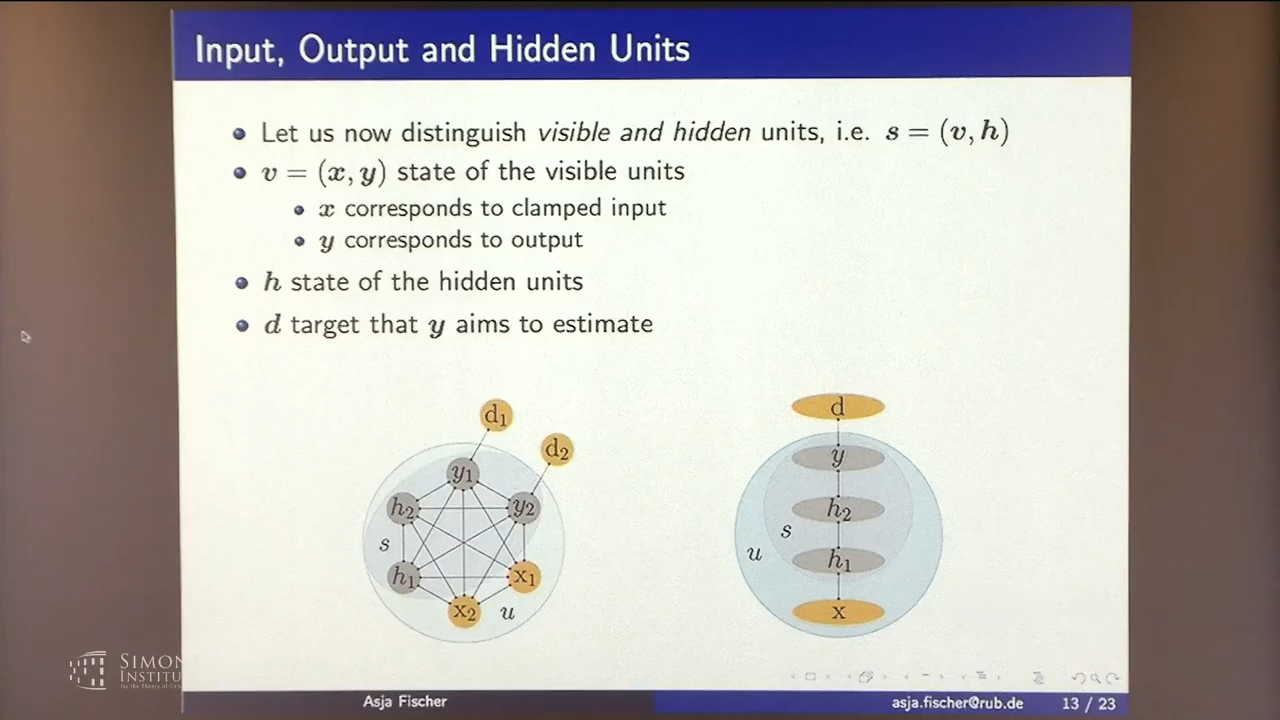 Input, Output and Hidden Units
Let us now distinguish visible and hidden units, i.e. s = (v, h)
v = (x, y) state of the visible units
x corresponds to clamped input
y corresponds to output
h state of the hidden units
d target that y aims to estimate
d₁
d₂
y₁
h₂
y₂
s
h₁
x₁
x₂
u
d
y
h₂
s
u
h₁
x
SIMON
INSTITU
Asja Fischer
asja.fischer@rub.de
13 / 23